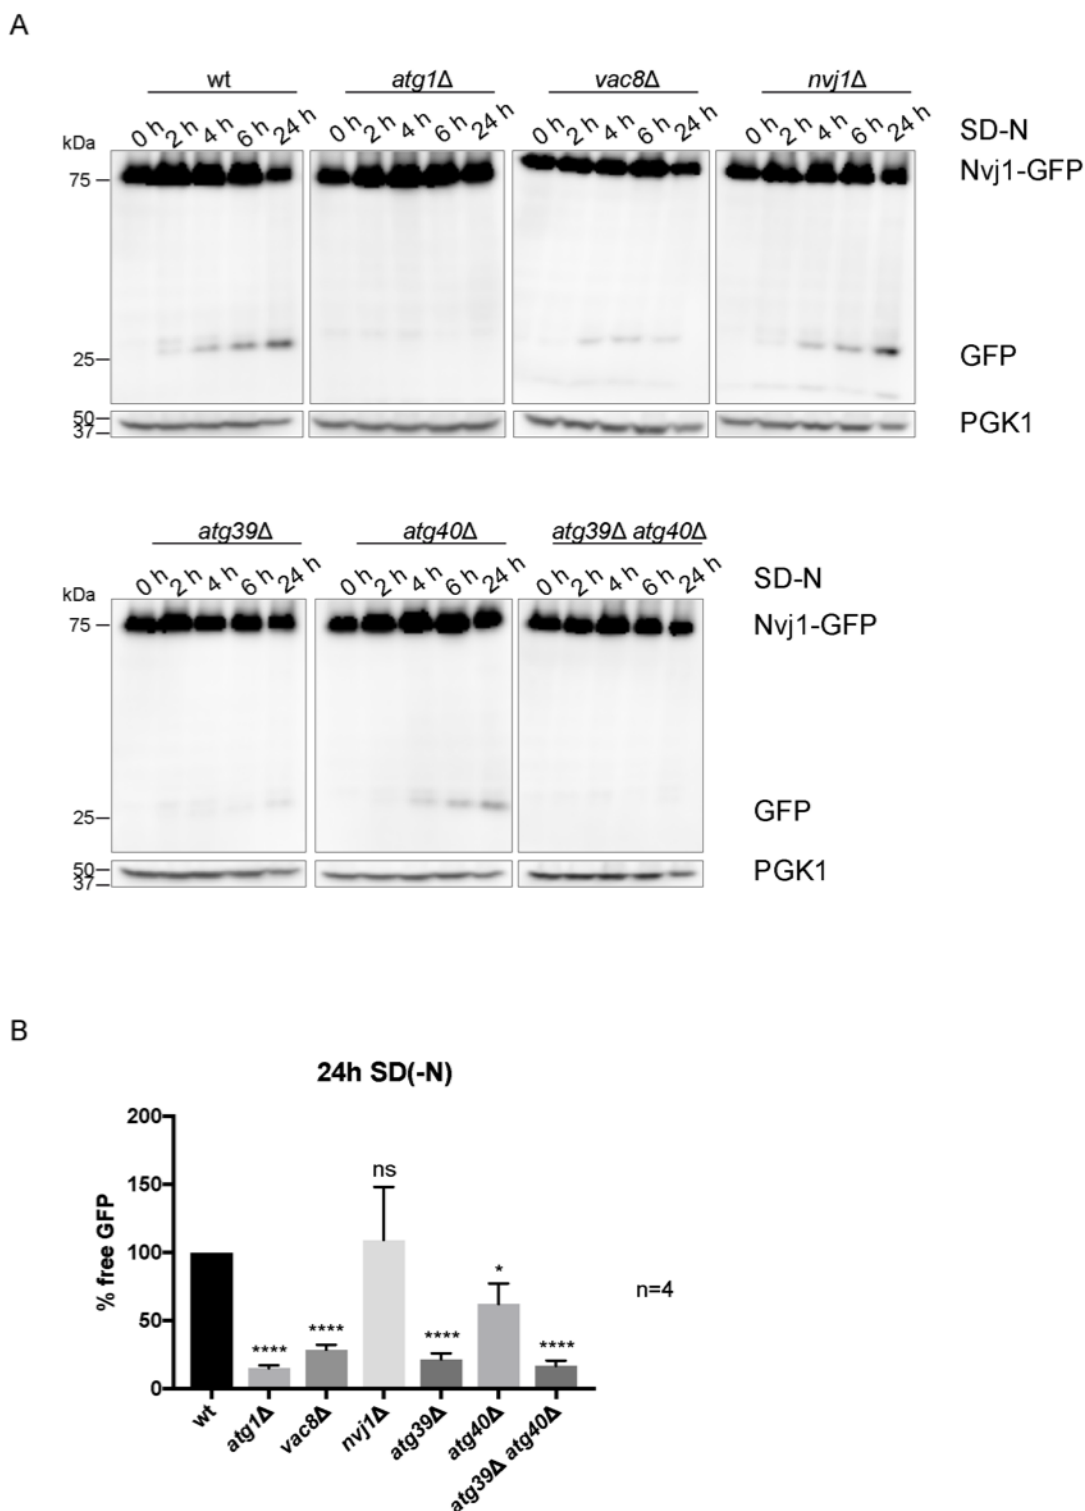 A
wt atg1Δ vac8Δ nvj1Δ
0 h 2 h 4 h 6 h 24 h 0 h 2 h 4 h 6 h 24 h 0 h 2 h 4 h 6 h 24 h 0 h 2 h 4 h 6 h 24 h SD-N
kDa
75 Nvj1-GFP
25 GFP
50
37 PGK1
atg39Δ atg40Δ atg39Δ atg40Δ
0 h 2 h 4 h 6 h 24 h 0 h 2 h 4 h 6 h 24 h 0 h 2 h 4 h 6 h 24 h SD-N
kDa
75 Nvj1-GFP
25 GFP
50 PGK1
37
B
24h SD(-N)
200
150
100
50
0
% free GFP
**** **** ns **** * ****
n=4
wt atg1Δ vac8Δ nvj1Δ atg39Δ atg40Δ atg39Δ atg40Δ